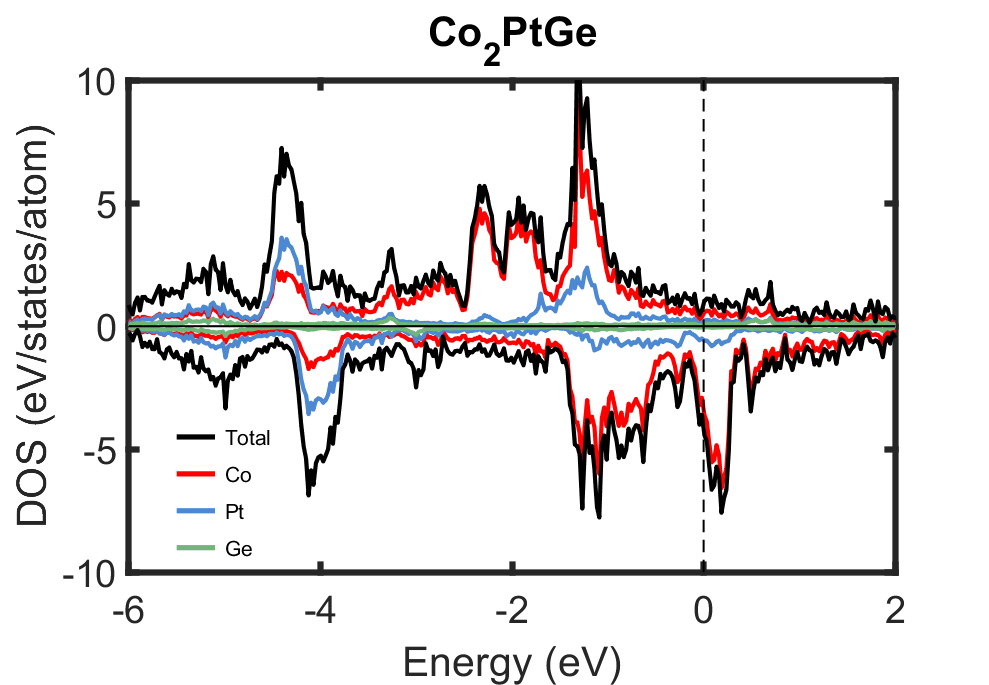 Co2PtGe
10
5
0
0
-5
-10
-6
-4
-2
0
2
DOS (eV/states/atom)
Energy (eV)
Total
Co
Pt
Ge